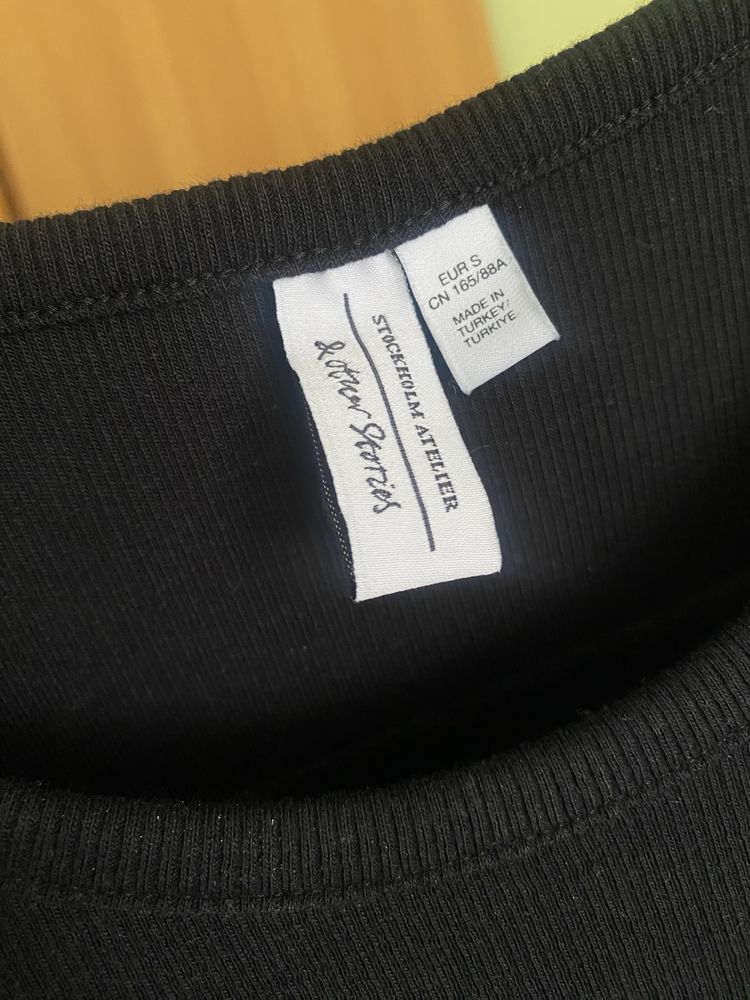 STOCKHOLM ATELIER
& Other Stories
EUR S
CN 165/88A
MADE IN
TURKEY/
TÜRKIYE